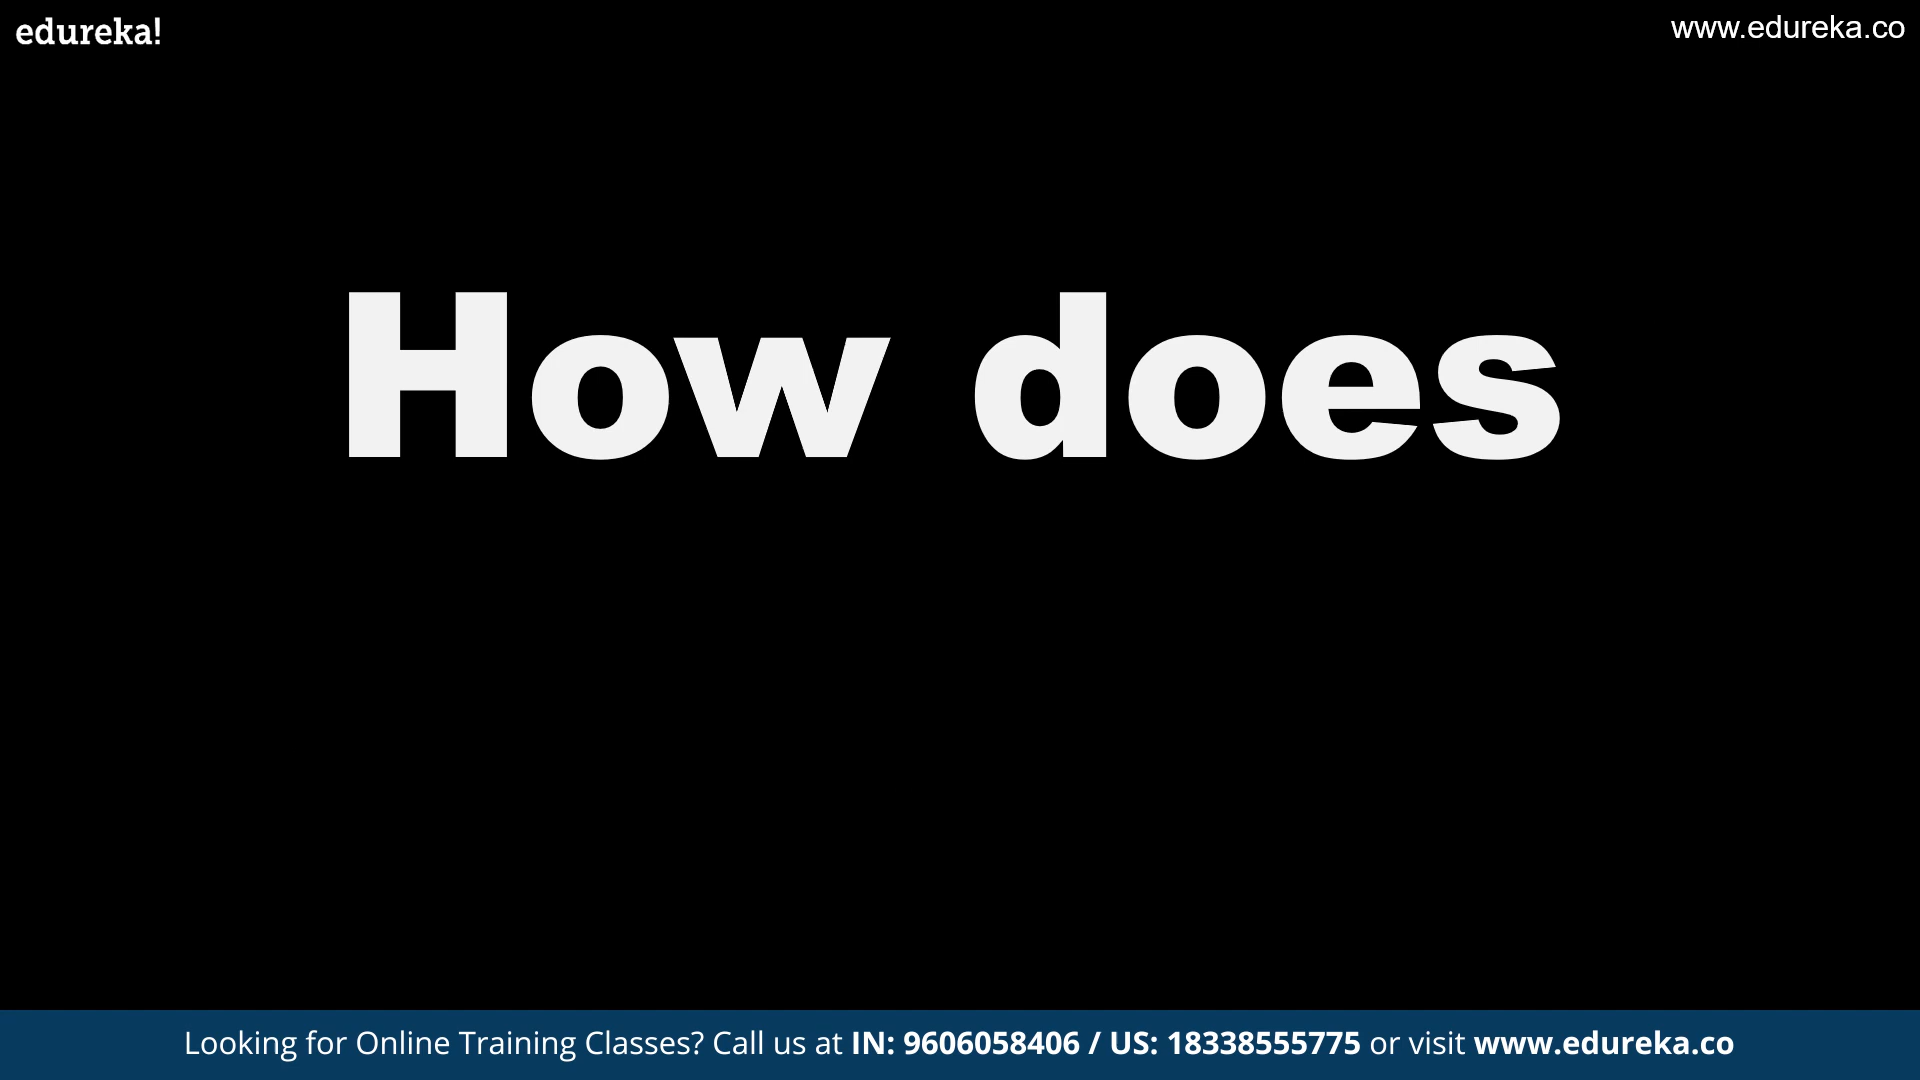 edureka!
www.edureka.co
How does
Looking for Online Training Classes? Call us at IN: 9606058406 / US: 18338555775 or visit www.edureka.co